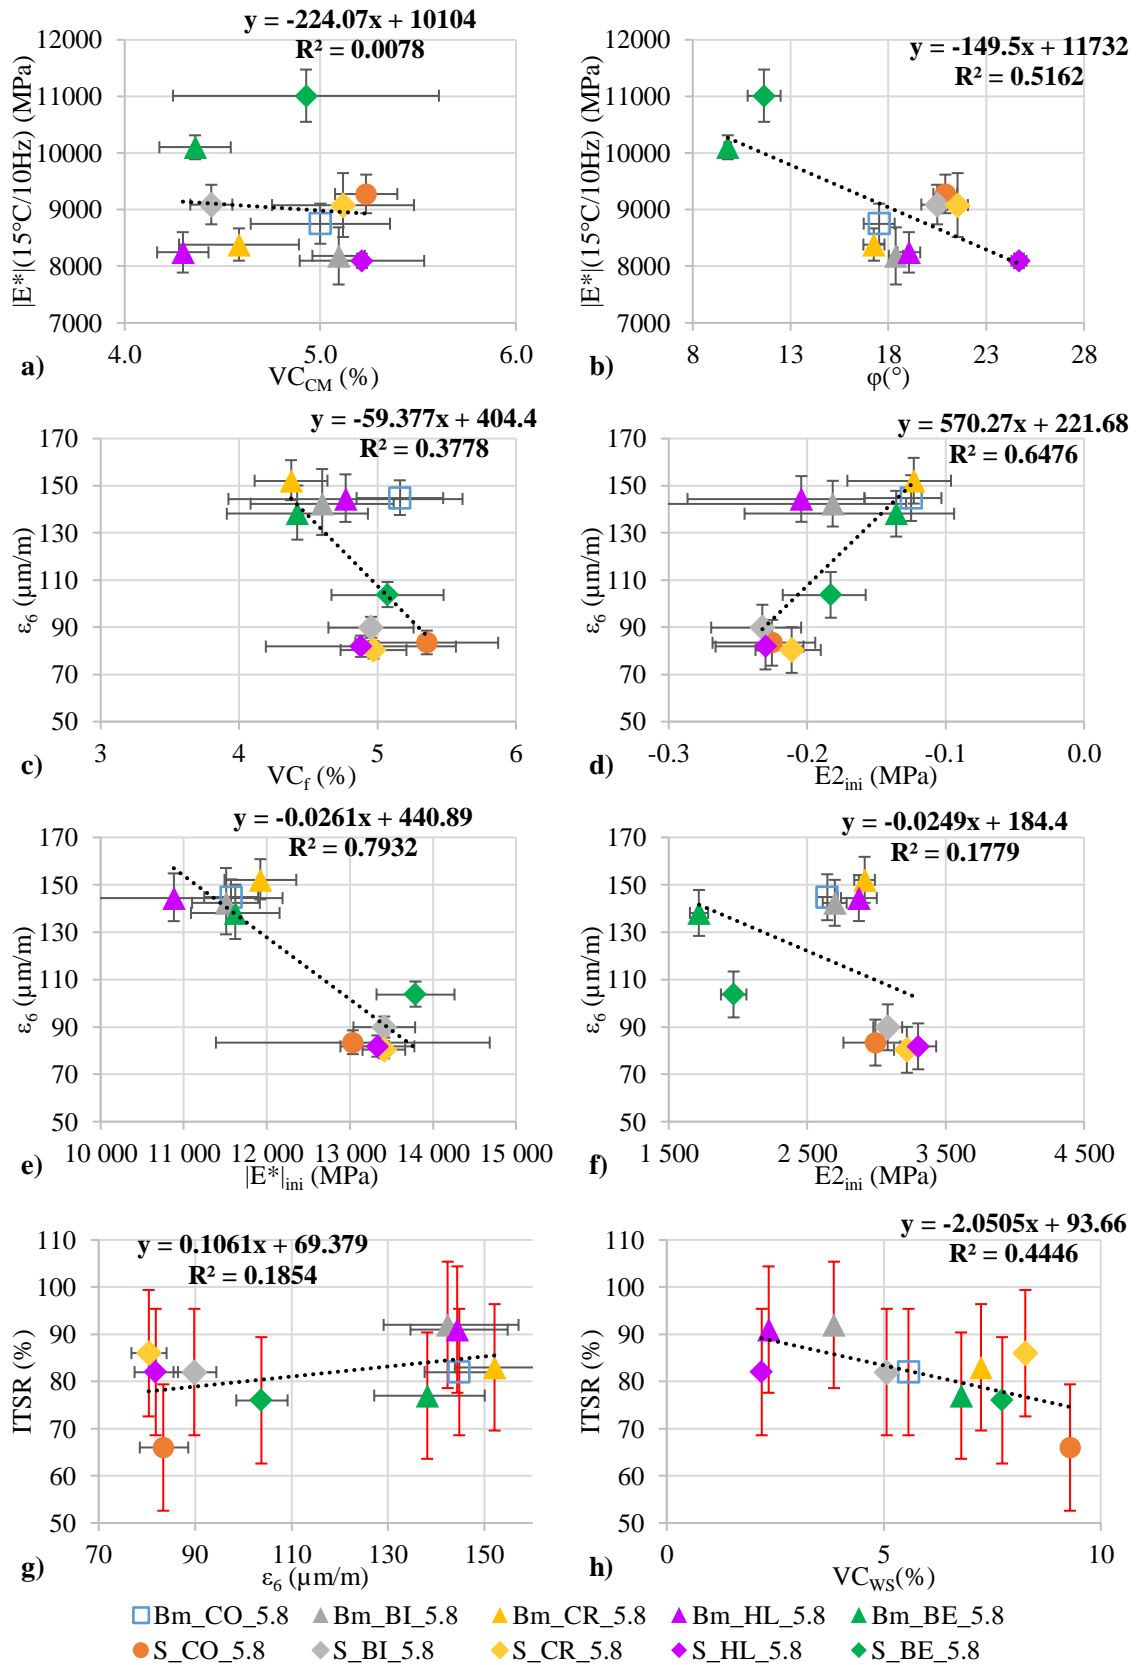 y = -224.07x + 10104
R² = 0.0078
|E*|(15°C/10Hz) (MPa)
12000
11000
10000
9000
8000
7000
4.0 5.0 6.0
a)
VC_CM (%)
y = -149.5x + 11732
R² = 0.5162
|E*|(15°C/10Hz) (MPa)
12000
11000
10000
9000
8000
7000
8 13 18 23 28
b)
φ(°)
y = -59.377x + 404.4
R² = 0.3778
ε₆ (µm/m)
170
150
130
110
90
70
50
3 4 5 6
c)
VC_f (%)
y = 570.27x + 221.68
R² = 0.6476
ε₆ (µm/m)
170
150
130
110
90
70
50
-0.3 -0.2 -0.1 0.0
d)
E2_ini (MPa)
y = -0.0261x + 440.89
R² = 0.7932
ε₆ (µm/m)
170
150
130
110
90
70
50
10 000 11 000 12 000 13 000 14 000 15 000
e)
|E*|_ini (MPa)
y = -0.0249x + 184.4
R² = 0.1779
ε₆ (µm/m)
170
150
130
110
90
70
50
1 500 2 500 3 500 4 500
f)
E2_ini (MPa)
y = 0.1061x + 69.379
R² = 0.1854
ITSR (%)
110
100
90
80
70
60
50
70 90 110 130 150
g)
ε₆ (µm/m)
y = -2.0505x + 93.66
R² = 0.4446
ITSR (%)
110
100
90
80
70
60
50
0 5 10
h)
VC_WS(%)
Bm_CO_5.8 Bm_BI_5.8 Bm_CR_5.8 Bm_HL_5.8 Bm_BE_5.8
S_CO_5.8 S_BI_5.8 S_CR_5.8 S_HL_5.8 S_BE_5.8